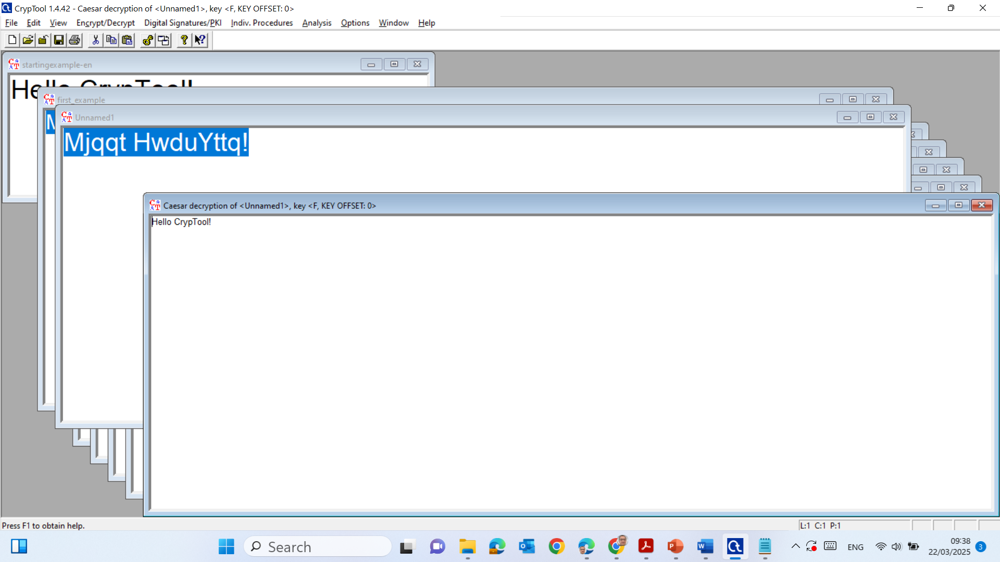 CrypTool 1.4.42 - Caesar decryption of <Unnamed1>, key <F, KEY OFFSET: 0>
File Edit View Encrypt/Decrypt Digital Signatures/PKI Indiv. Procedures Analysis Options Window Help
startingexample-en
Hello CrypTool!
first_example
M
Unnamed1
Mjqqt HwduYttq!
Caesar decryption of <Unnamed1>, key <F, KEY OFFSET: 0>
Hello CrypTool!
Press F1 to obtain help.
L:1 C:1 P:1
Search
ENG
09:38
22/03/2025
3